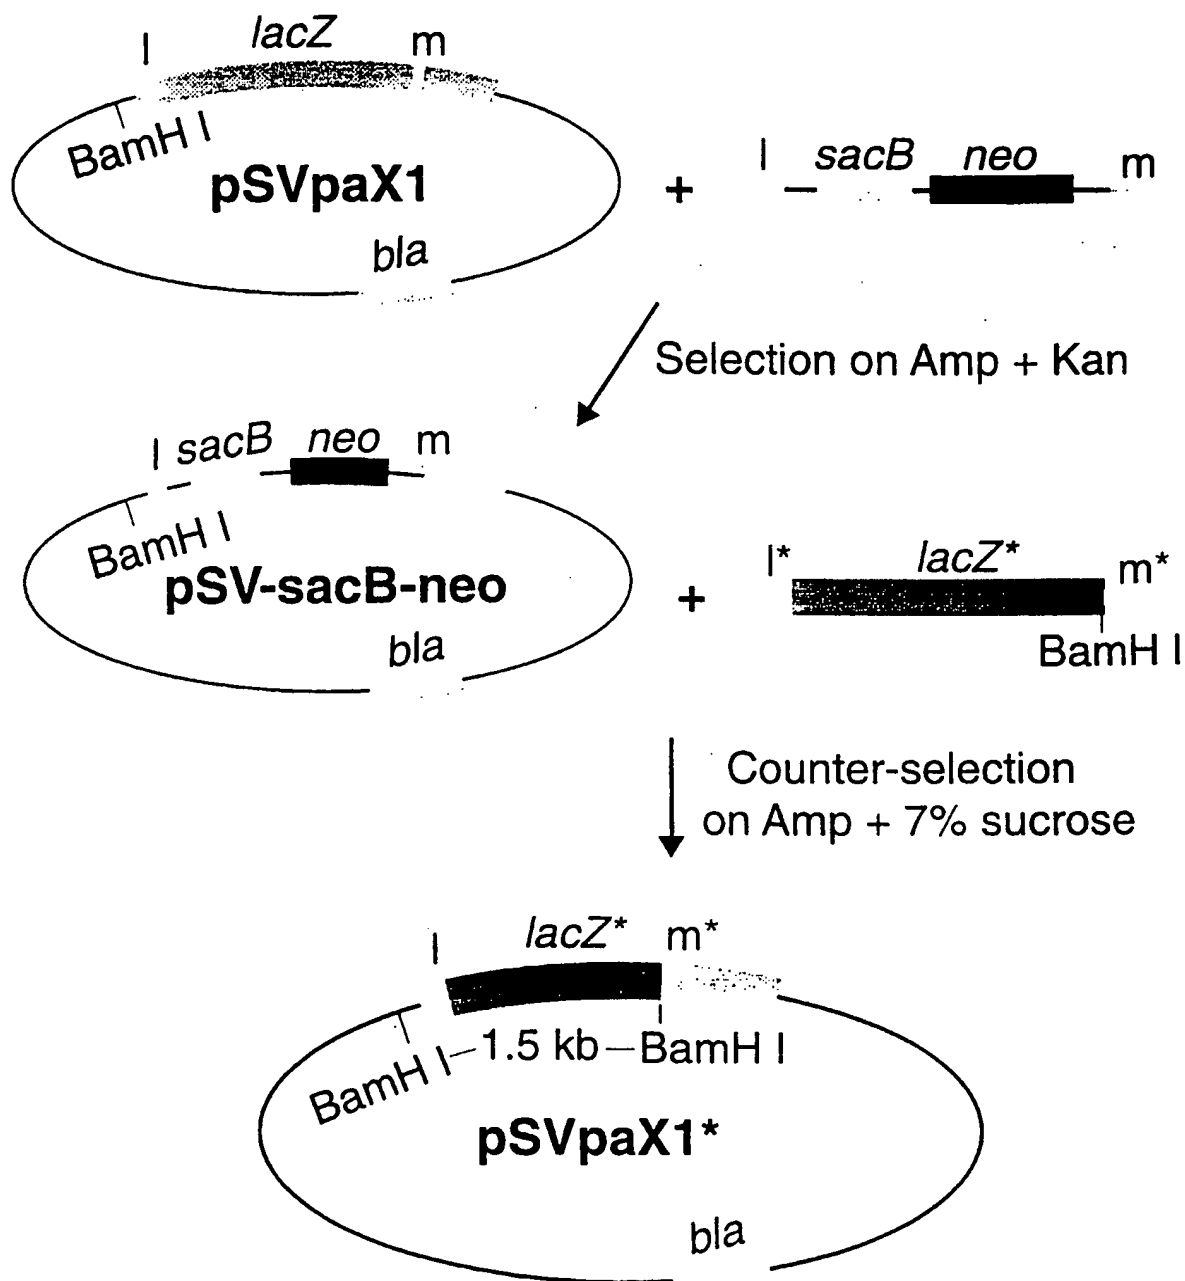 l lacZ m
BamH I
pSVpaX1
bla
+
l sacB neo m
Selection on Amp + Kan
l sacB neo m
BamH I
pSV-sacB-neo
bla
+
l* lacZ* m*
BamH I
Counter-selection
on Amp + 7% sucrose
l lacZ* m*
BamH I – 1.5 kb – BamH I
pSVpaX1*
bla